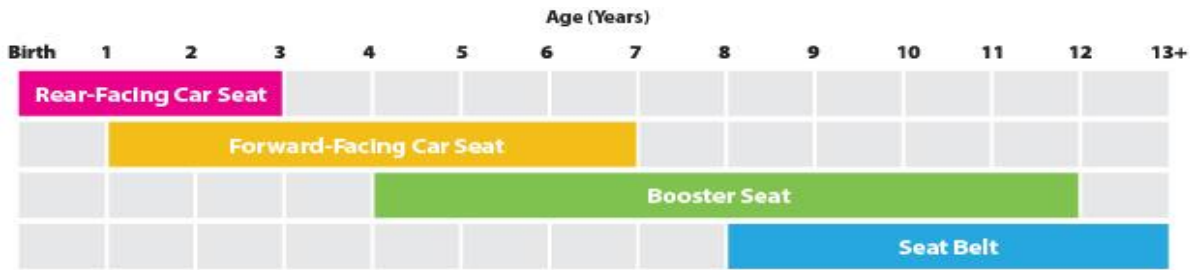 Age (Years)
Birth 1 2 3 4 5 6 7 8 9 10 11 12 13+
Rear-Facing Car Seat
Forward-Facing Car Seat
Booster Seat
Seat Belt